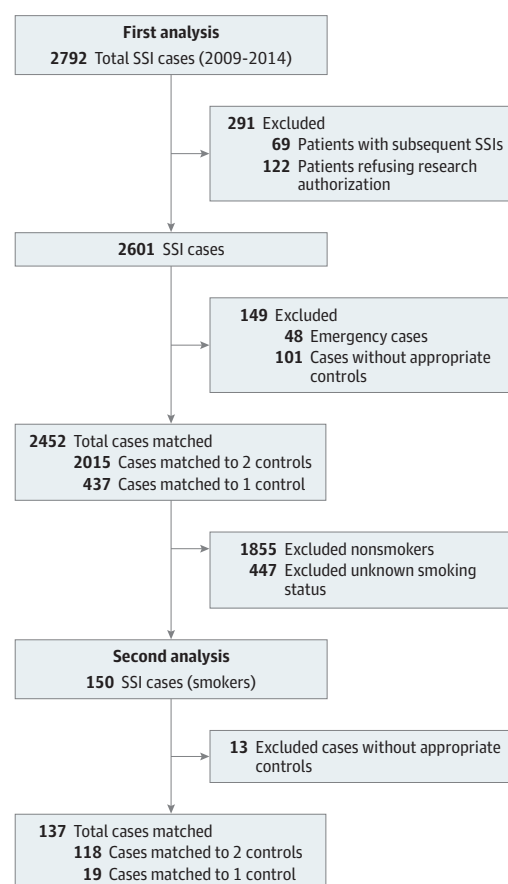 First analysis
2792 Total SSI cases (2009-2014)
291 Excluded
69 Patients with subsequent SSIs
122 Patients refusing research
authorization
2601 SSI cases
149 Excluded
48 Emergency cases
101 Cases without appropriate
controls
2452 Total cases matched
2015 Cases matched to 2 controls
437 Cases matched to 1 control
1855 Excluded nonsmokers
447 Excluded unknown smoking
status
Second analysis
150 SSI cases (smokers)
13 Excluded cases without appropriate
controls
137 Total cases matched
118 Cases matched to 2 controls
19 Cases matched to 1 control